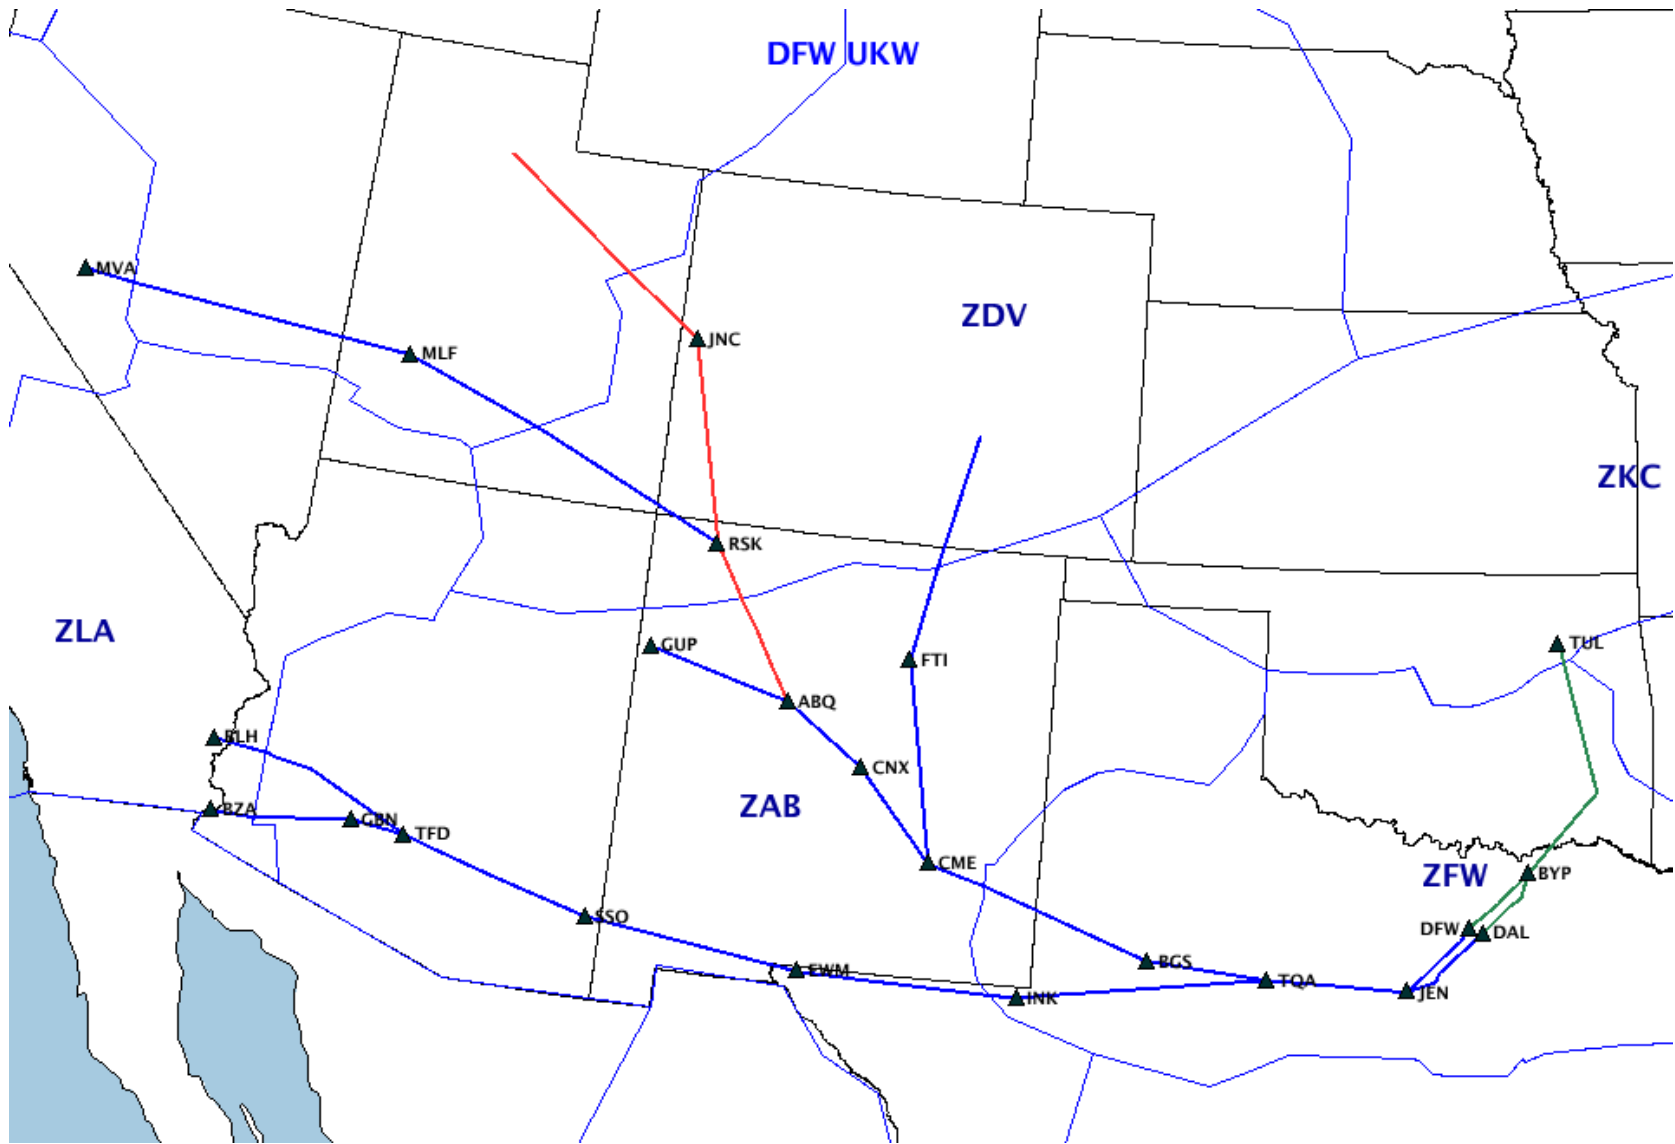 DFW UKW
MVA
ZDV
JNC
MLF
ZKC
RSK
ZLA
GUP
FTI
TUL
ABQ
BLH
CNX
ZAB
BZA
GBN
TFD
CME
ZFW
BYP
SSO
DFW
DAL
EWM
BGS
TQA
INK
JEN